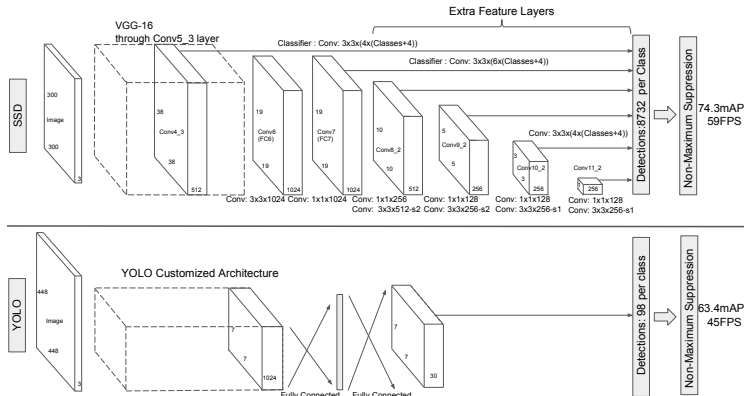 VGG-16
through Conv5_3 layer
Extra Feature Layers
Classifier : Conv: 3x3x(4x(Classes+4))
Classifier : Conv: 3x3x(6x(Classes+4))
Conv: 3x3x(4x(Classes+4))
SSD
300
Image
300
3
38
Conv4_3
38
512
19
Conv6
(FC6)
19
1024
19
Conv7
(FC7)
19
1024
10
Conv8_2
10
512
5
Conv9_2
5
256
3
Conv10_2
3
256
Conv11_2
1
256
Conv: 3x3x1024
Conv: 1x1x1024
Conv: 1x1x256
Conv: 3x3x512-s2
Conv: 1x1x128
Conv: 3x3x256-s2
Conv: 1x1x128
Conv: 3x3x256-s1
Conv: 1x1x128
Conv: 3x3x256-s1
Detections:8732 per Class
Non-Maximum Suppression
74.3mAP
59FPS
YOLO
448
Image
448
3
YOLO Customized Architecture
7
7
1024
Fully Connected
Fully Connected
7
7
30
Detections: 98 per class
Non-Maximum Suppression
63.4mAP
45FPS